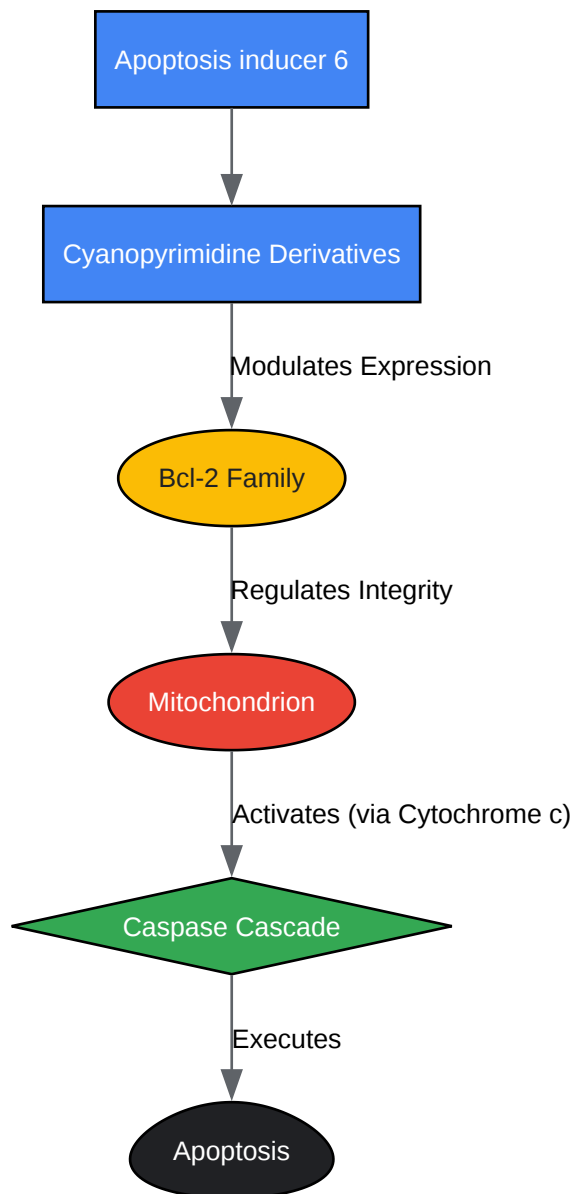 Apoptosis inducer 6
Cyanopyrimidine Derivatives
Modulates Expression
Bcl-2 Family
Regulates Integrity
Mitochondrion
Activates (via Cytochrome c)
Caspase Cascade
Executes
Apoptosis